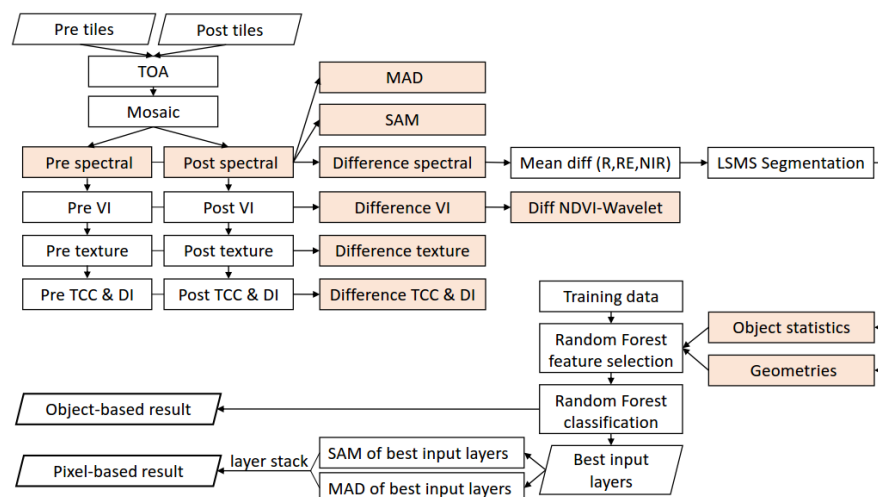 Pre tiles
Post tiles
TOA
Mosaic
MAD
SAM
Pre spectral
Post spectral
Difference spectral
Mean diff (R,RE,NIR)
LSMS Segmentation
Pre VI
Post VI
Difference VI
Diff NDVI-Wavelet
Pre texture
Post texture
Difference texture
Pre TCC & DI
Post TCC & DI
Difference TCC & DI
Training data
Random Forest
feature selection
Object statistics
Geometries
Object-based result
Random Forest
classification
Pixel-based result
layer stack
SAM of best input layers
MAD of best input layers
Best input
layers